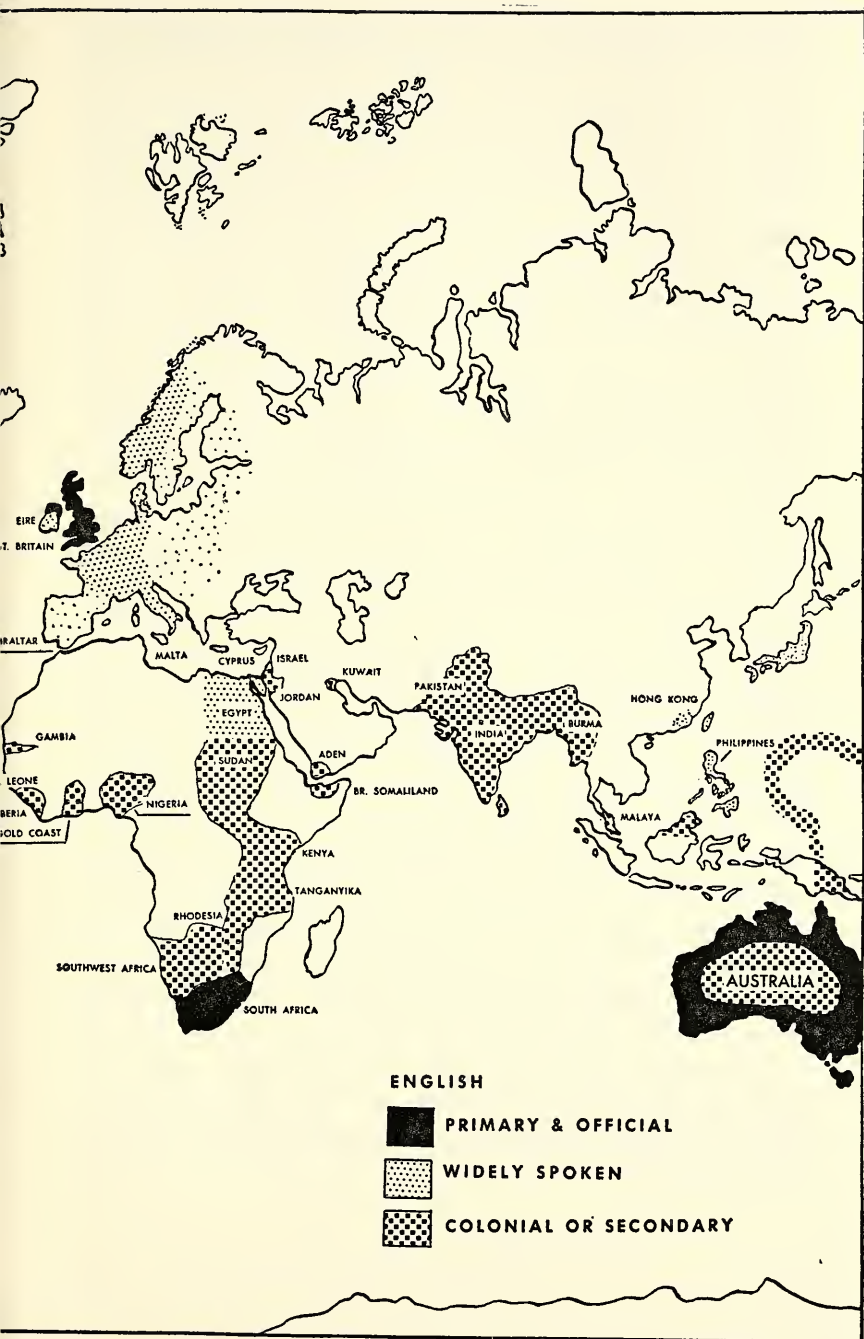 EIRE
T. BRITAIN
BRALTAR
MALTA
CYPRUS
ISRAEL
JORDAN
KUWAIT
EGYPT
PAKISTAN
INDIA
BURMA
HONG KONG
PHILIPPINES
GAMBIA
SUDAN
ADEN
BR. SOMALILAND
LEONE
BERIA
GOLD COAST
NIGERIA
MALAYA
KENYA
TANGANYIKA
RHODESIA
SOUTHWEST AFRICA
SOUTH AFRICA
AUSTRALIA
ENGLISH
PRIMARY & OFFICIAL
WIDELY SPOKEN
COLONIAL OR SECONDARY